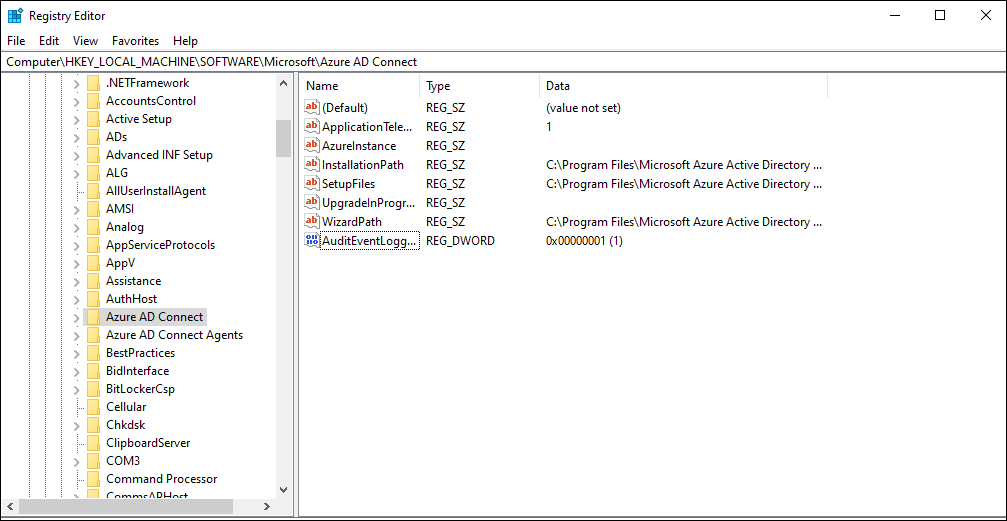 Registry Editor
File Edit View Favorites Help
Computer\HKEY_LOCAL_MACHINE\SOFTWARE\Microsoft\Azure AD Connect
.NETFramework
AccountsControl
Active Setup
ADs
Advanced INF Setup
ALG
AllUserInstallAgent
AMSI
Analog
AppServiceProtocols
AppV
Assistance
AuthHost
Azure AD Connect
Azure AD Connect Agents
BestPractices
BidInterface
BitLockerCsp
Cellular
Chkdsk
ClipboardServer
COM3
Command Processor
CommsAPHost
Name Type Data
(Default) REG_SZ (value not set)
ApplicationTele... REG_SZ 1
AzureInstance REG_SZ
InstallationPath REG_SZ C:\Program Files\Microsoft Azure Active Directory ...
SetupFiles REG_SZ C:\Program Files\Microsoft Azure Active Directory ...
UpgradeInProgr... REG_SZ
WizardPath REG_SZ C:\Program Files\Microsoft Azure Active Directory ...
AuditEventLogg... REG_DWORD 0x00000001 (1)